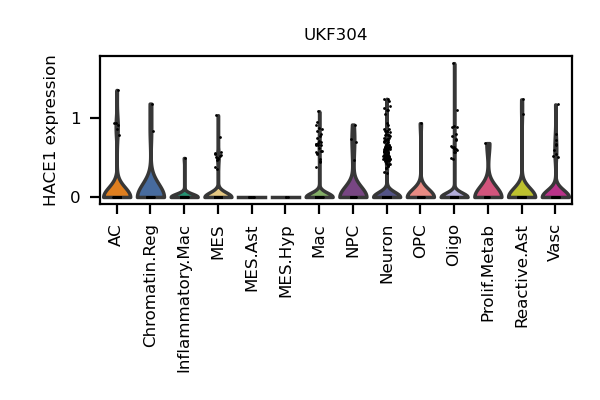 UKF304
HACE1 expression
1
0
AC
Chromatin.Reg
Inflammatory.Mac
MES
MES.Ast
MES.Hyp
Mac
NPC
Neuron
OPC
Oligo
Prolif.Metab
Reactive.Ast
Vasc